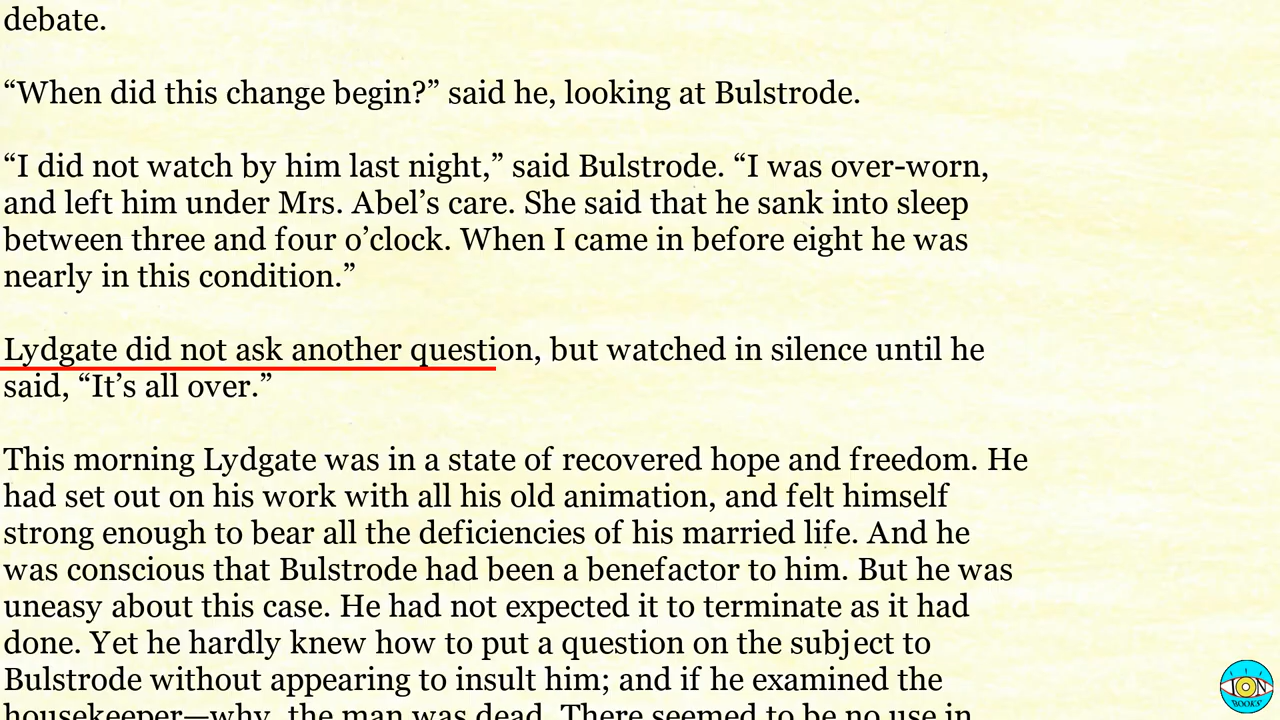 debate.
“When did this change begin?” said he, looking at Bulstrode.
“I did not watch by him last night,” said Bulstrode. “I was over-worn,
and left him under Mrs. Abel’s care. She said that he sank into sleep
between three and four o’clock. When I came in before eight he was
nearly in this condition.”
Lydgate did not ask another question, but watched in silence until he
said, “It’s all over.”
This morning Lydgate was in a state of recovered hope and freedom. He
had set out on his work with all his old animation, and felt himself
strong enough to bear all the deficiencies of his married life. And he
was conscious that Bulstrode had been a benefactor to him. But he was
uneasy about this case. He had not expected it to terminate as it had
done. Yet he hardly knew how to put a question on the subject to
Bulstrode without appearing to insult him; and if he examined the
housekeeper—why, the man was dead. There seemed to be no use in
ION
BOOKS